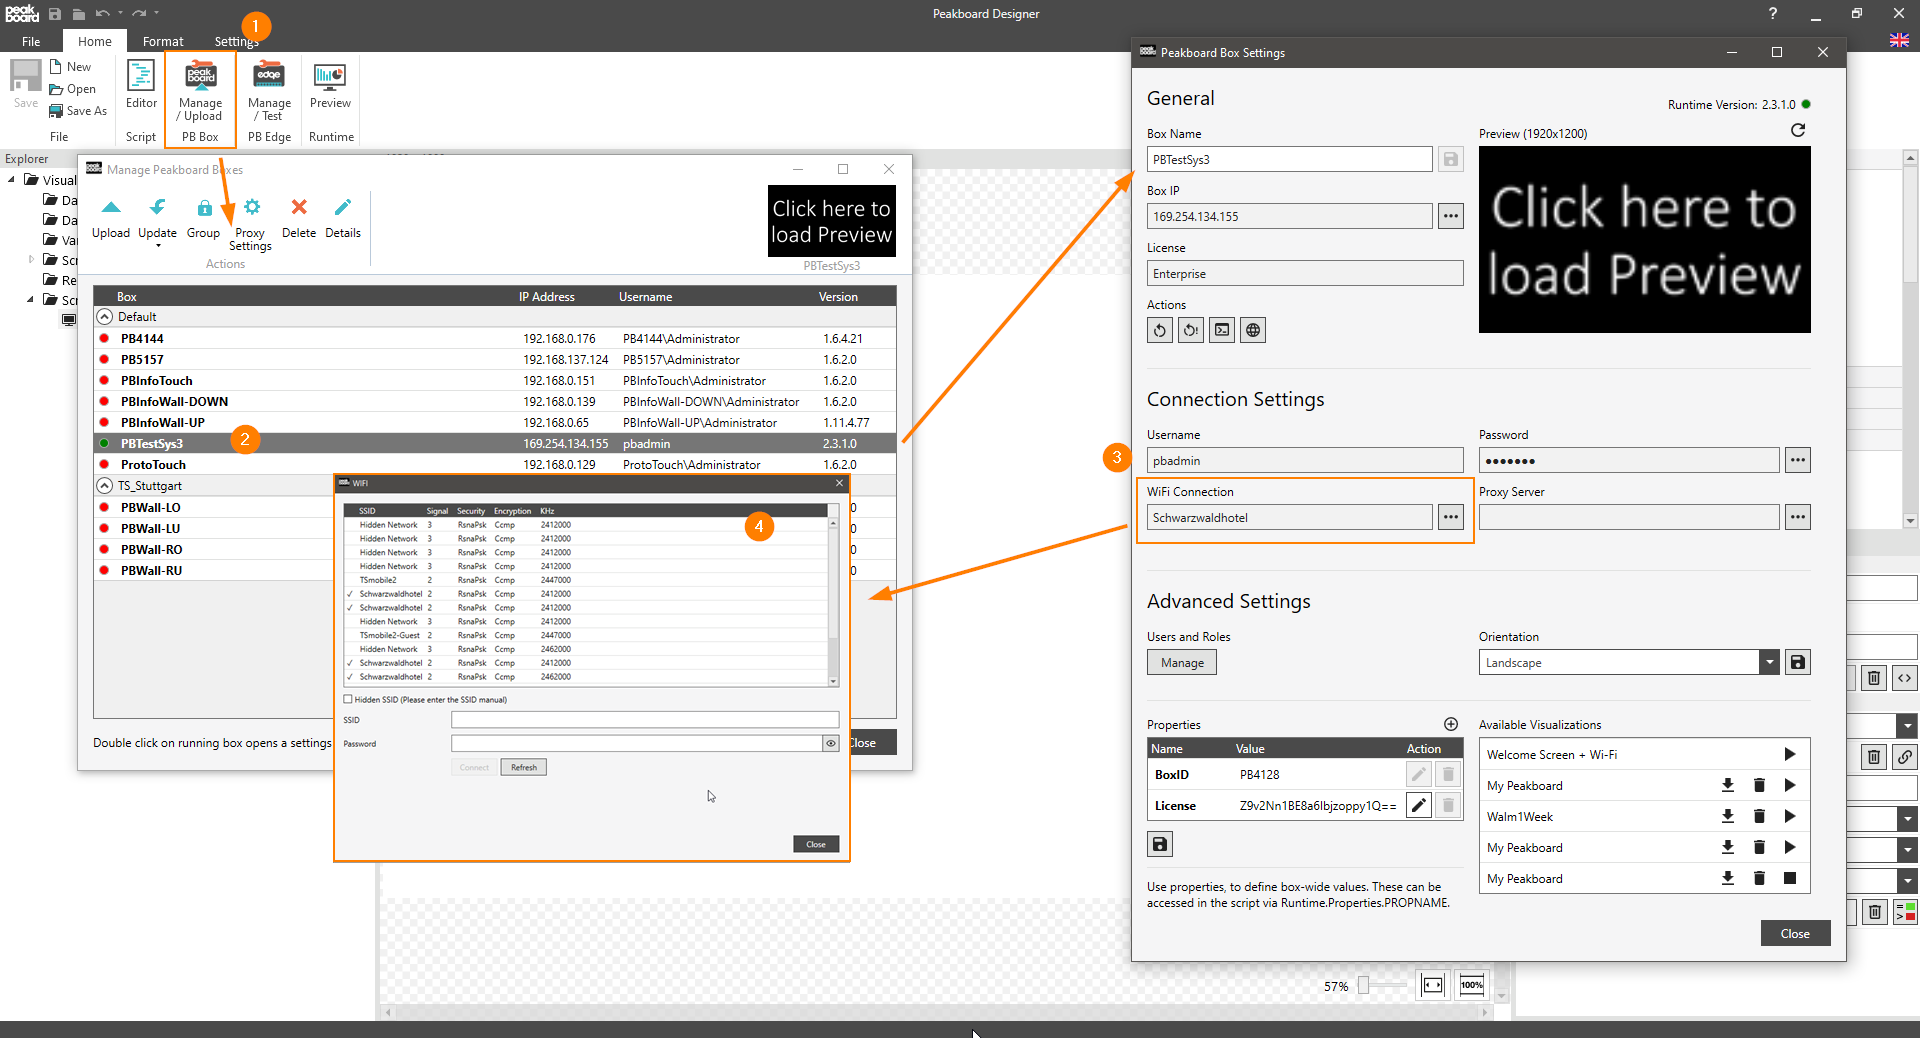 peak
board
Peakboard Designer
?
1
File
Home
Format
Settings
New
Open
Save As
Save
File
Editor
Script
peak
board
Manage
/ Upload
PB Box
edge
Manage
/ Test
PB Edge
Preview
Runtime
Explorer
Visual
Da
Da
Var
Scr
Re
Scr
Manage Peakboard Boxes
Upload
Update
Group
Proxy
Settings
Delete
Details
Actions
Click here to
load Preview
PBTestSys3
Box
IP Address
Username
Version
Default
PB4144
192.168.0.176
PB4144\Administrator
1.6.4.21
PB5157
192.168.137.124
PB5157\Administrator
1.6.2.0
PBInfoTouch
192.168.0.151
PBInfoTouch\Administrator
1.6.2.0
PBInfoWall-DOWN
192.168.0.139
PBInfoWall-DOWN\Administrator
1.6.2.0
PBInfoWall-UP
192.168.0.65
PBInfoWall-UP\Administrator
1.11.4.77
PBTestSys3
2
169.254.134.155
pbadmin
2.3.1.0
ProtoTouch
192.168.0.129
ProtoTouch\Administrator
1.6.2.0
TS_Stuttgart
PBWall-LO
0
PBWall-LU
0
PBWall-RO
0
PBWall-RU
0
Double click on running box opens a settings
Close
WIFI
4
SSID
Signal
Security
Encryption
KHz
Hidden Network 3 RsnaPsk Ccmp 2412000
Hidden Network 3 RsnaPsk Ccmp 2412000
Hidden Network 3 RsnaPsk Ccmp 2412000
Hidden Network 3 RsnaPsk Ccmp 2412000
TSmobile2 2 RsnaPsk Ccmp 2447000
✓ Schwarzwaldhotel 2 RsnaPsk Ccmp 2412000
✓ Schwarzwaldhotel 2 RsnaPsk Ccmp 2412000
Hidden Network 3 RsnaPsk Ccmp 2412000
TSmobile2-Guest 2 RsnaPsk Ccmp 2447000
Hidden Network 3 RsnaPsk Ccmp 2462000
✓ Schwarzwaldhotel 2 RsnaPsk Ccmp 2412000
✓ Schwarzwaldhotel 2 RsnaPsk Ccmp 2462000
Hidden SSID (Please enter the SSID manual)
SSID
Password
Connect
Refresh
Close
Peakboard Box Settings
General
Runtime Version: 2.3.1.0
Box Name
PBTestSys3
Box IP
169.254.134.155
License
Enterprise
Actions
Preview (1920x1200)
Click here to
load Preview
Connection Settings
3
Username
pbadmin
Password
•••••••
WiFi Connection
Schwarzwaldhotel
Proxy Server
Advanced Settings
Users and Roles
Manage
Orientation
Landscape
Properties
Name
Value
Action
BoxID
PB4128
License
Z9v2Nn1BE8a6lbjzoppy1Q==
Use properties, to define box-wide values. These can be
accessed in the script via Runtime.Properties.PROPNAME.
Available Visualizations
Welcome Screen + Wi-Fi
My Peakboard
Walm1Week
My Peakboard
My Peakboard
Close
57%
100%